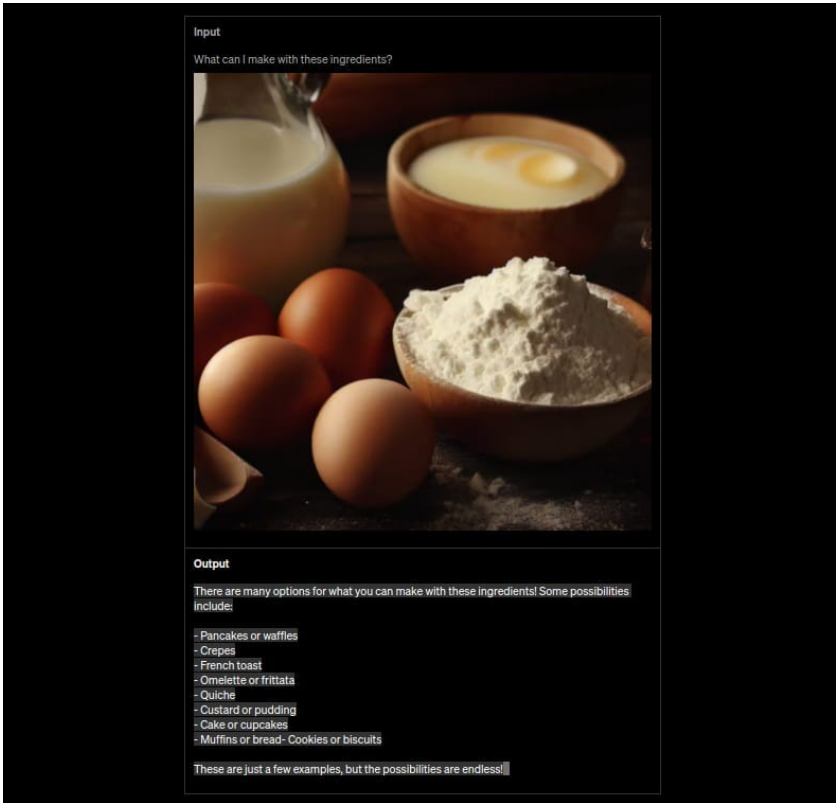 Input
What can I make with these ingredients?
Output
There are many options for what you can make with these ingredients! Some possibilities
include:
- Pancakes or waffles
- Crepes
- French toast
- Omelette or frittata
- Quiche
- Custard or pudding
- Cake or cupcakes
- Muffins or bread- Cookies or biscuits
These are just a few examples, but the possibilities are endless!